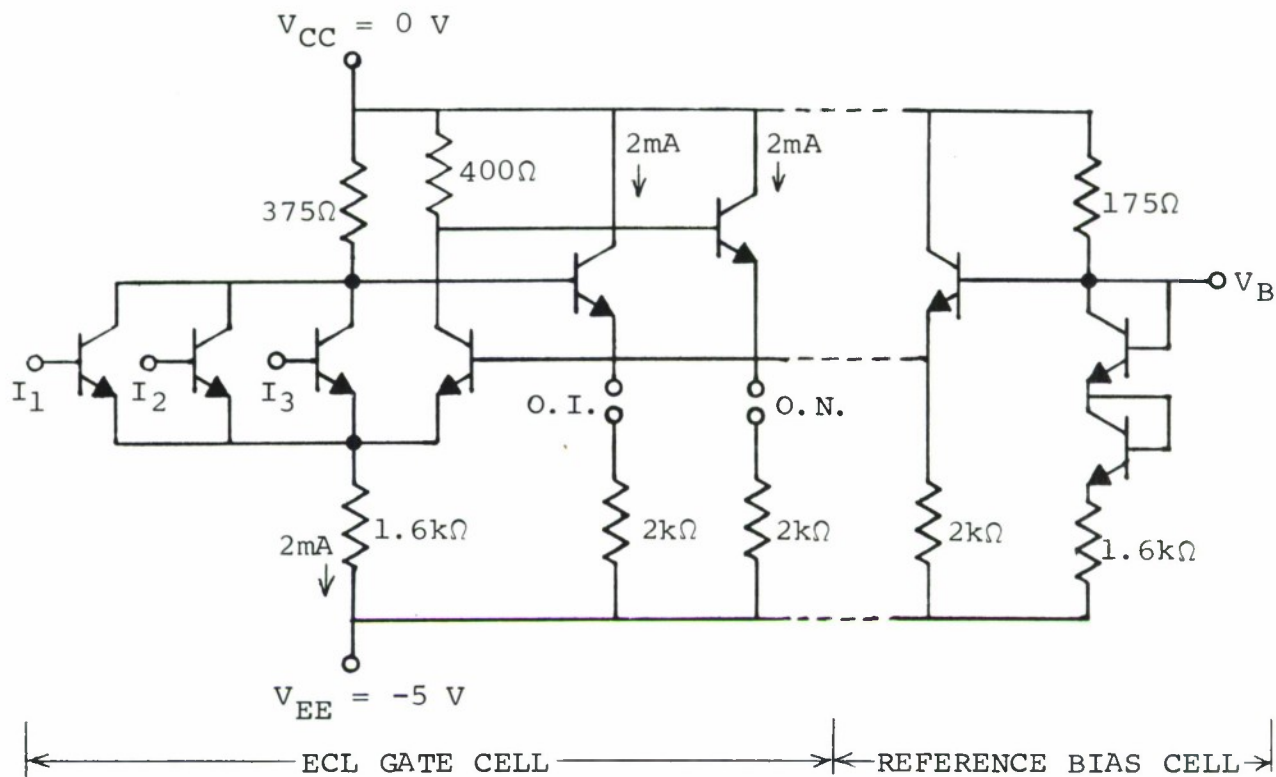 V_CC = 0 V
2mA
2mA
400Ω
375Ω
175Ω
V_B
I_1
I_2
I_3
O.I.
O.N.
1.6kΩ
2mA
2kΩ
2kΩ
2kΩ
1.6kΩ
V_EE = -5 V
ECL GATE CELL
REFERENCE BIAS CELL